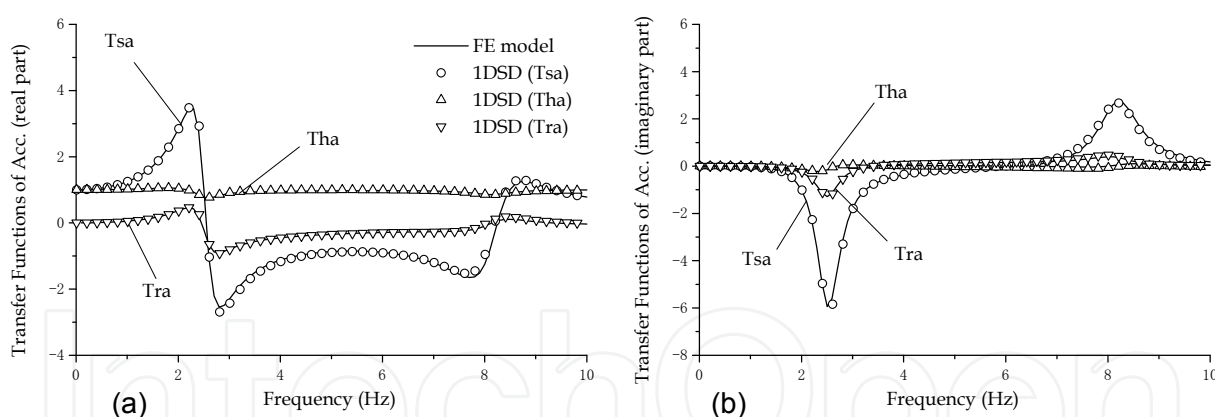 Transfer Functions of Acc. (real part)
6
4
2
0
−2
−4
0
2
4
6
8
10
Frequency (Hz)
(a)
Tsa
Tha
Tra
FE model
1DSD (Tsa)
1DSD (Tha)
1DSD (Tra)
Transfer Functions of Acc. (imaginary part)
6
4
2
0
−2
−4
−6
−8
0
2
4
6
8
10
Frequency (Hz)
(b)
Tha
Tsa
Tra
IntechOpen